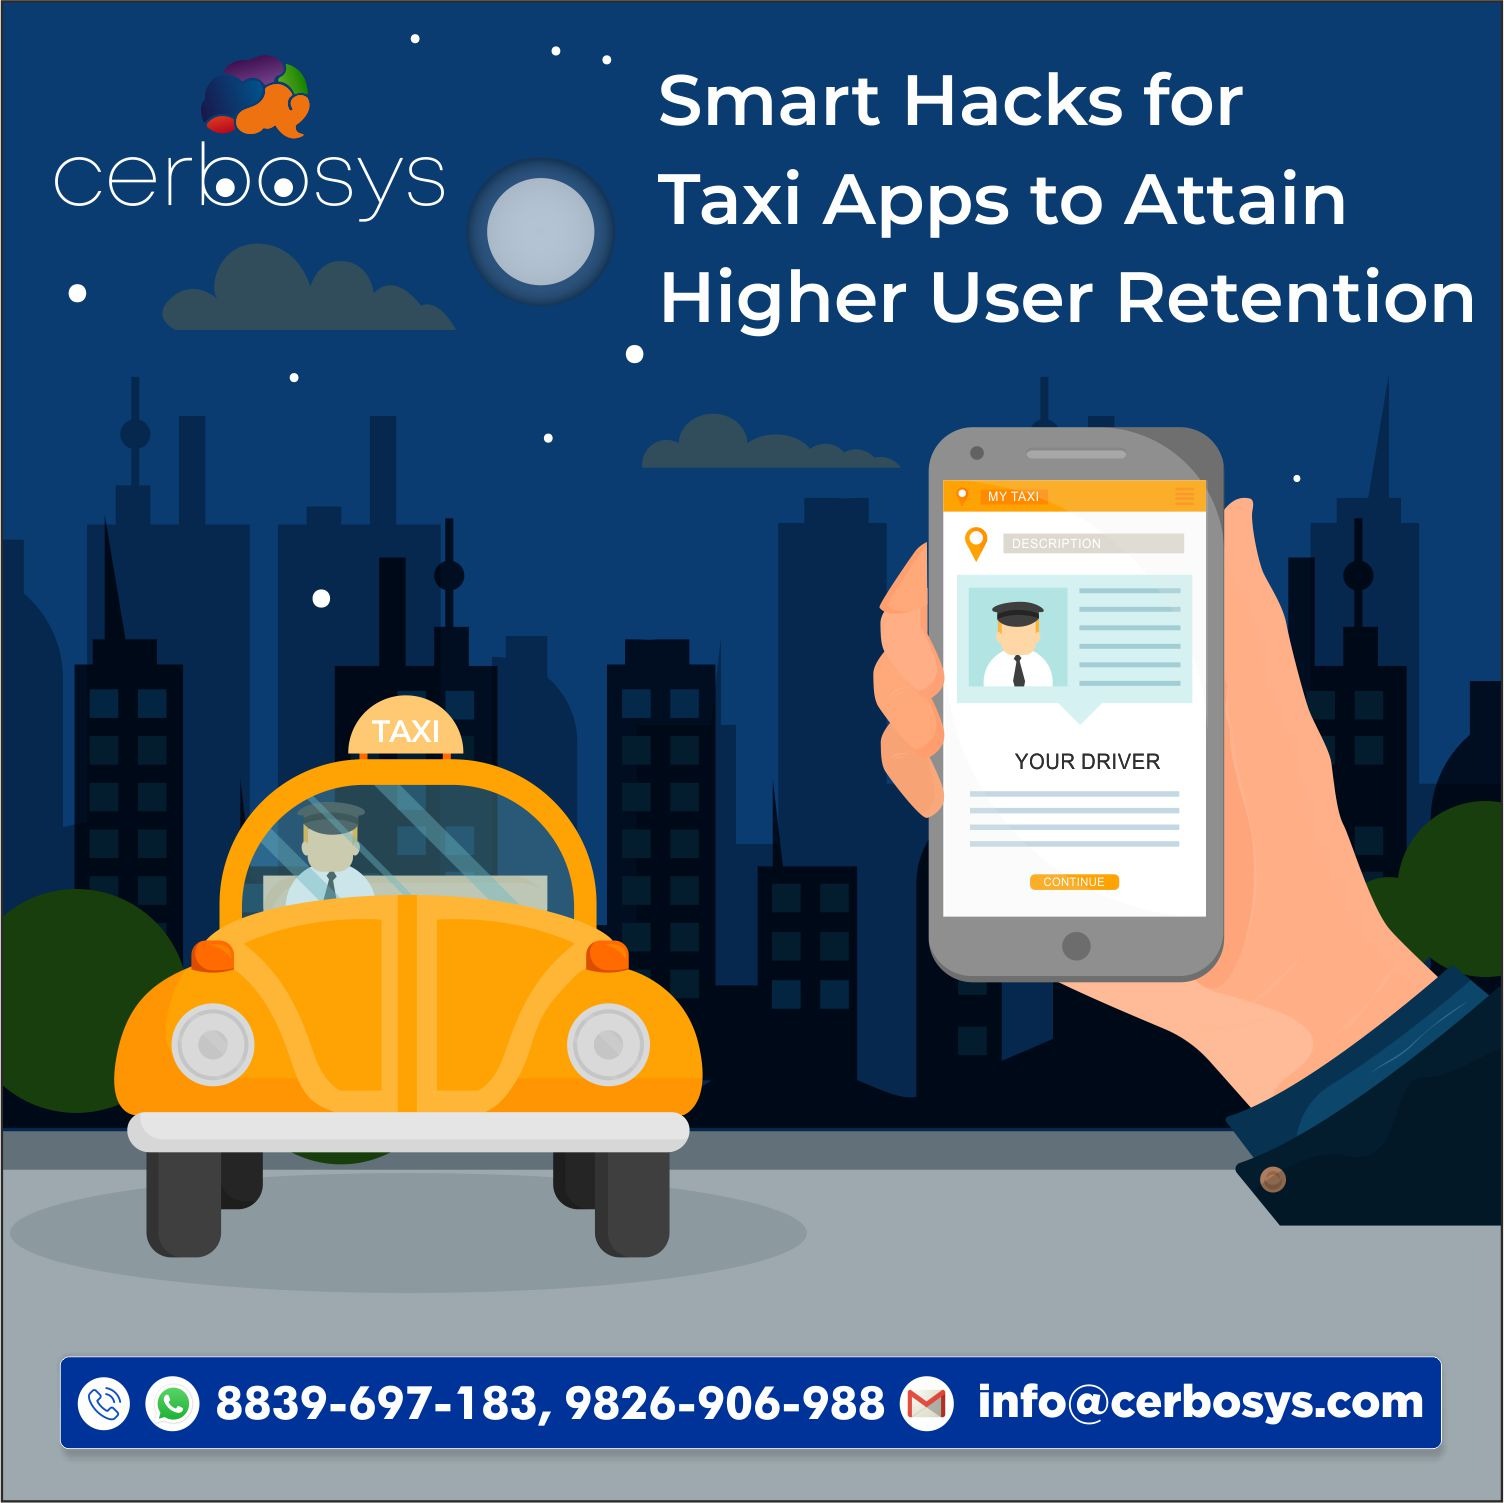 cerbosys
Smart Hacks for
Taxi Apps to Attain
Higher User Retention
MY TAXI
DESCRIPTION
YOUR DRIVER
CONTINUE
TAXI
8839-697-183, 9826-906-988 info@cerbosys.com